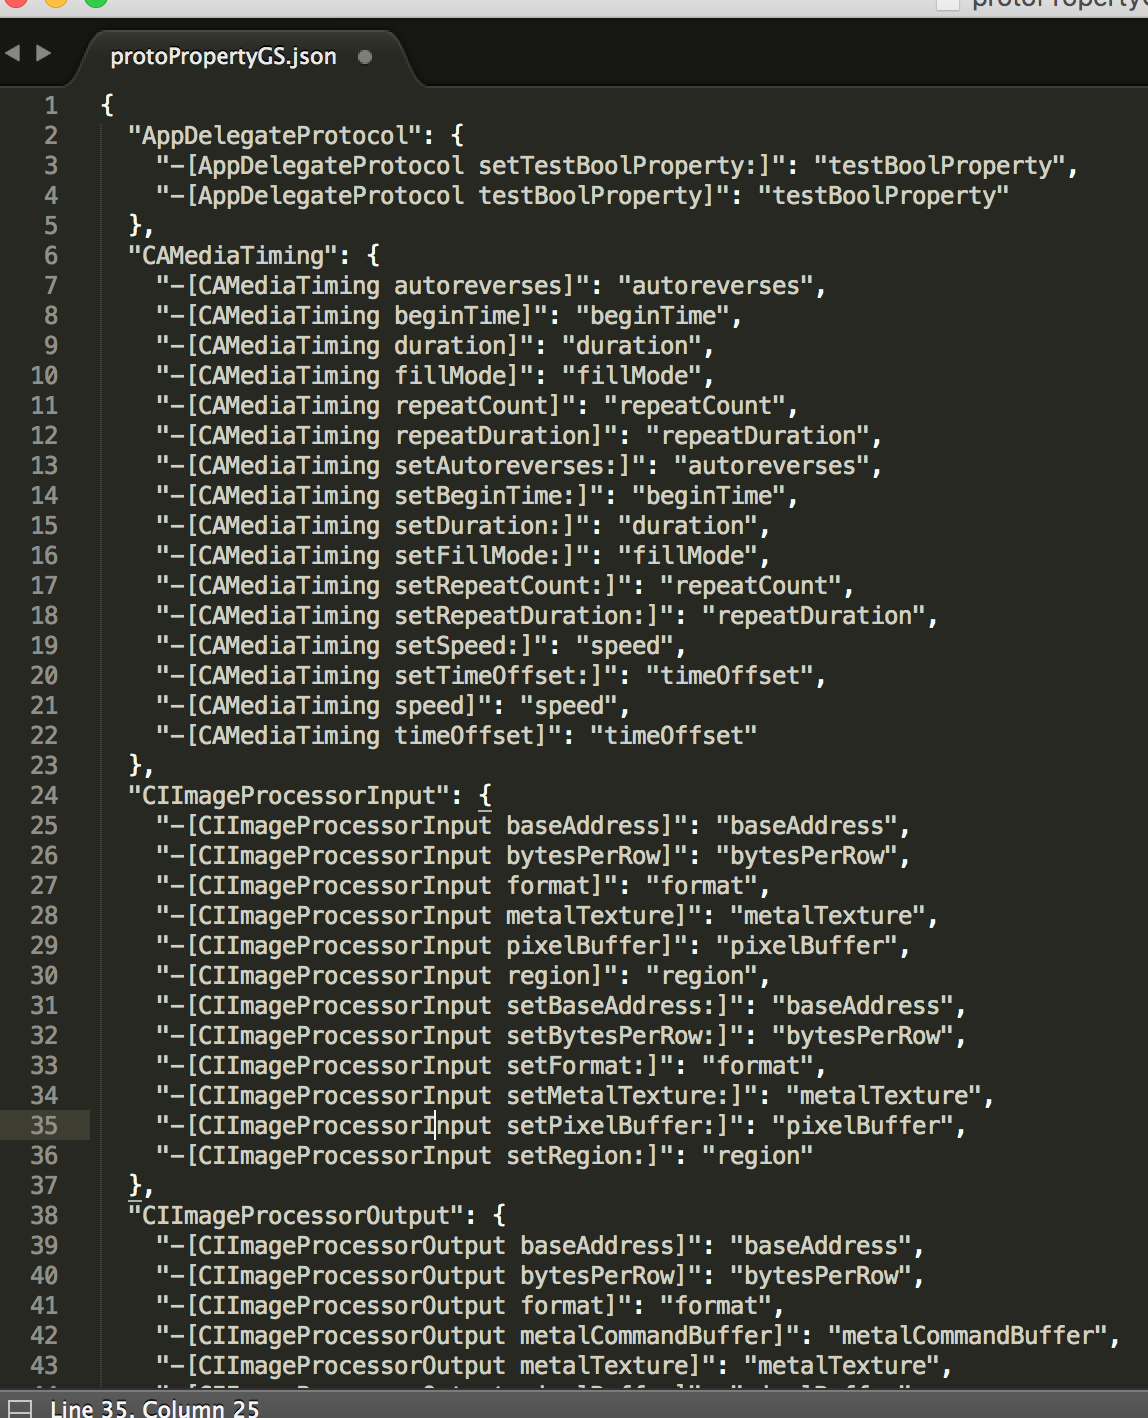 protoPropertyGS.json
1 {
2 "AppDelegateProtocol": {
3 "-[AppDelegateProtocol setTestBoolProperty:]": "testBoolProperty",
4 "-[AppDelegateProtocol testBoolProperty]": "testBoolProperty"
5 },
6 "CAMediaTiming": {
7 "-[CAMediaTiming autoreverses]": "autoreverses",
8 "-[CAMediaTiming beginTime]": "beginTime",
9 "-[CAMediaTiming duration]": "duration",
10 "-[CAMediaTiming fillMode]": "fillMode",
11 "-[CAMediaTiming repeatCount]": "repeatCount",
12 "-[CAMediaTiming repeatDuration]": "repeatDuration",
13 "-[CAMediaTiming setAutoreverses:]": "autoreverses",
14 "-[CAMediaTiming setBeginTime:]": "beginTime",
15 "-[CAMediaTiming setDuration:]": "duration",
16 "-[CAMediaTiming setFillMode:]": "fillMode",
17 "-[CAMediaTiming setRepeatCount:]": "repeatCount",
18 "-[CAMediaTiming setRepeatDuration:]": "repeatDuration",
19 "-[CAMediaTiming setSpeed:]": "speed",
20 "-[CAMediaTiming setTimeOffset:]": "timeOffset",
21 "-[CAMediaTiming speed]": "speed",
22 "-[CAMediaTiming timeOffset]": "timeOffset"
23 },
24 "CIImageProcessorInput": {
25 "-[CIImageProcessorInput baseAddress]": "baseAddress",
26 "-[CIImageProcessorInput bytesPerRow]": "bytesPerRow",
27 "-[CIImageProcessorInput format]": "format",
28 "-[CIImageProcessorInput metalTexture]": "metalTexture",
29 "-[CIImageProcessorInput pixelBuffer]": "pixelBuffer",
30 "-[CIImageProcessorInput region]": "region",
31 "-[CIImageProcessorInput setBaseAddress:]": "baseAddress",
32 "-[CIImageProcessorInput setBytesPerRow:]": "bytesPerRow",
33 "-[CIImageProcessorInput setFormat:]": "format",
34 "-[CIImageProcessorInput setMetalTexture:]": "metalTexture",
35 "-[CIImageProcessorInput setPixelBuffer:]": "pixelBuffer",
36 "-[CIImageProcessorInput setRegion:]": "region"
37 },
38 "CIImageProcessorOutput": {
39 "-[CIImageProcessorOutput baseAddress]": "baseAddress",
40 "-[CIImageProcessorOutput bytesPerRow]": "bytesPerRow",
41 "-[CIImageProcessorOutput format]": "format",
42 "-[CIImageProcessorOutput metalCommandBuffer]": "metalCommandBuffer",
43 "-[CIImageProcessorOutput metalTexture]": "metalTexture",
Line 35, Column 25